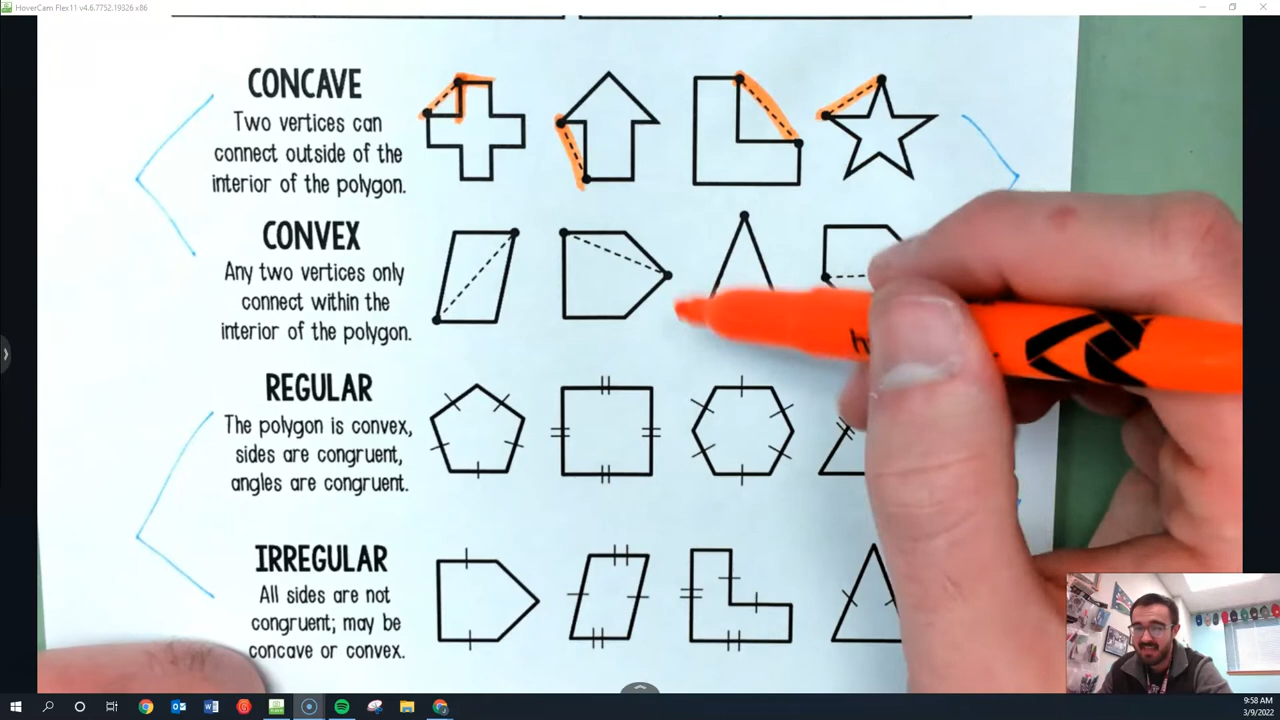 HoverCam Flex11 v4.6.7752.19326 x86
CONCAVE
Two vertices can
connect outside of the
interior of the polygon.
CONVEX
Any two vertices only
connect within the
interior of the polygon.
REGULAR
The polygon is convex,
sides are congruent,
angles are congruent.
IRREGULAR
All sides are not
congruent; may be
concave or convex.
9:58 AM
3/9/2022